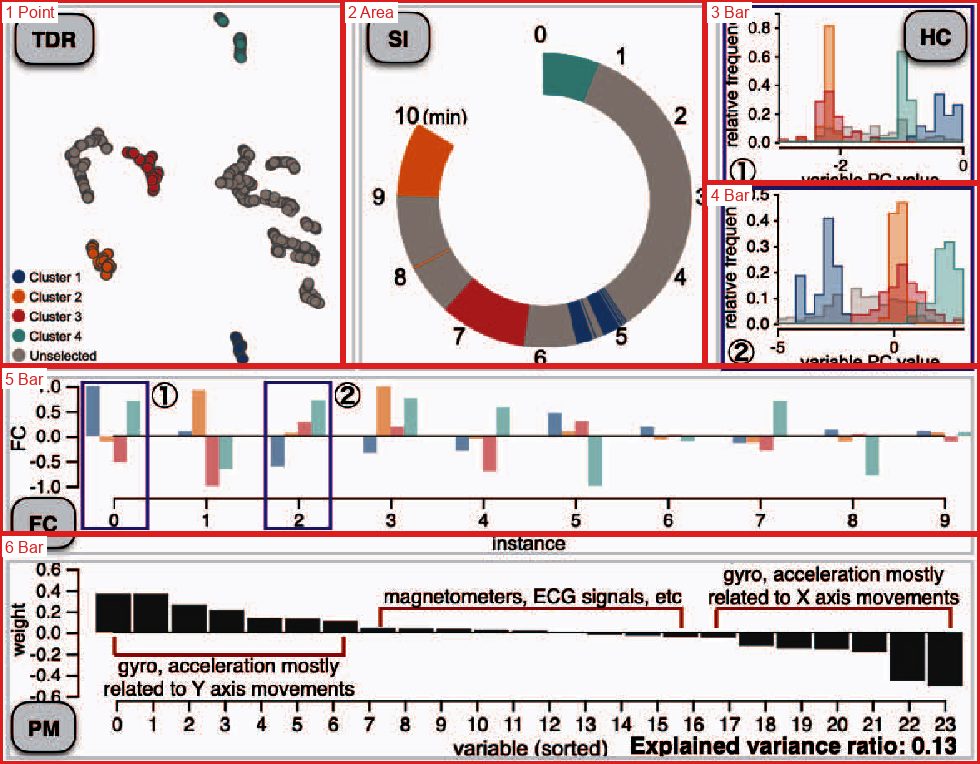 1 Point
TDR
Cluster 1
Cluster 2
Cluster 3
Cluster 4
Unselected
2 Area
SI
0
1
2
3
4
5
6
7
8
9
10 (min)
3 Bar
HC
relative frequen
0.8
0.6
0.4
0.2
0.0
-2
0
variable PC value
①
4 Bar
relative frequen
0.5
0.4
0.3
0.2
0.1
0.0
-5
0
variable PC value
②
5 Bar
FC
1.0
0.5
0.0
-0.5
-1.0
①
②
FC
0 1 2 3 4 5 6 7 8 9
instance
6 Bar
weight
0.6
0.4
0.2
0.0
-0.2
-0.4
-0.6
gyro, acceleration mostly
related to Y axis movements
magnetometers, ECG signals, etc
gyro, acceleration mostly
related to X axis movements
PM
0 1 2 3 4 5 6 7 8 9 10 11 12 13 14 15 16 17 18 19 20 21 22 23
variable (sorted)
Explained variance ratio: 0.13